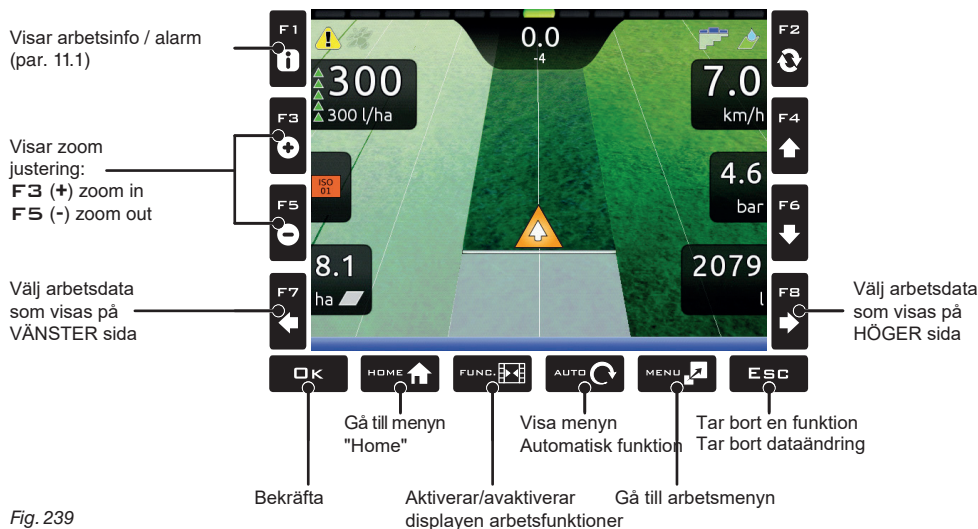 Visar arbetsinfo / alarm
(par. 11.1)
Visar zoom
justering:
F3 (+) zoom in
F5 (-) zoom out
Välj arbetsdata
som visas på
VÄNSTER sida
F1
F3
F5
F7
0.0
-4
300
300 l/ha
ISO
01
8.1
ha
7.0
km/h
4.6
bar
2079
l
F2
F4
F6
F8
Välj arbetsdata
som visas på
HÖGER sida
OK
HOME
FUNC.
AUTO
MENU
ESC
Gå till menyn
"Home"
Visa menyn
Automatisk funktion
Tar bort en funktion
Tar bort dataändring
Bekräfta
Aktiverar/avaktiverar
displayen arbetsfunktioner
Gå till arbetsmenyn
Fig. 239